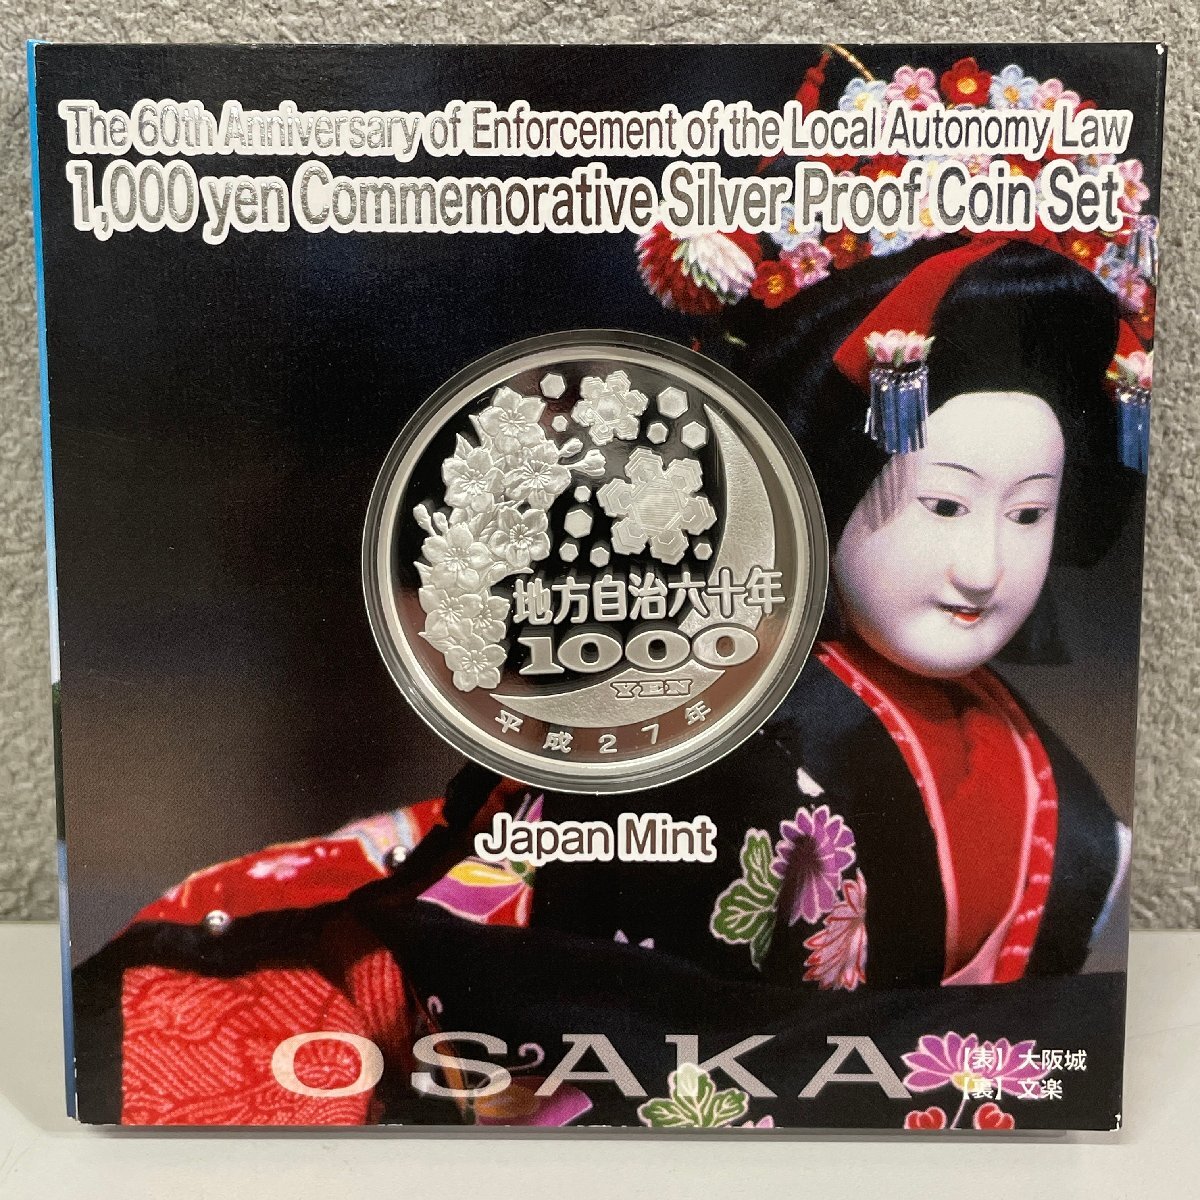 The 60th Anniversary of Enforcement of the Local Autonomy Law
1,000 yen Commemorative Silver Proof Coin Set
地方自治六十年
1000
YEN
平成27年
Japan Mint
OSAKA
【表】大阪城
【裏】文楽